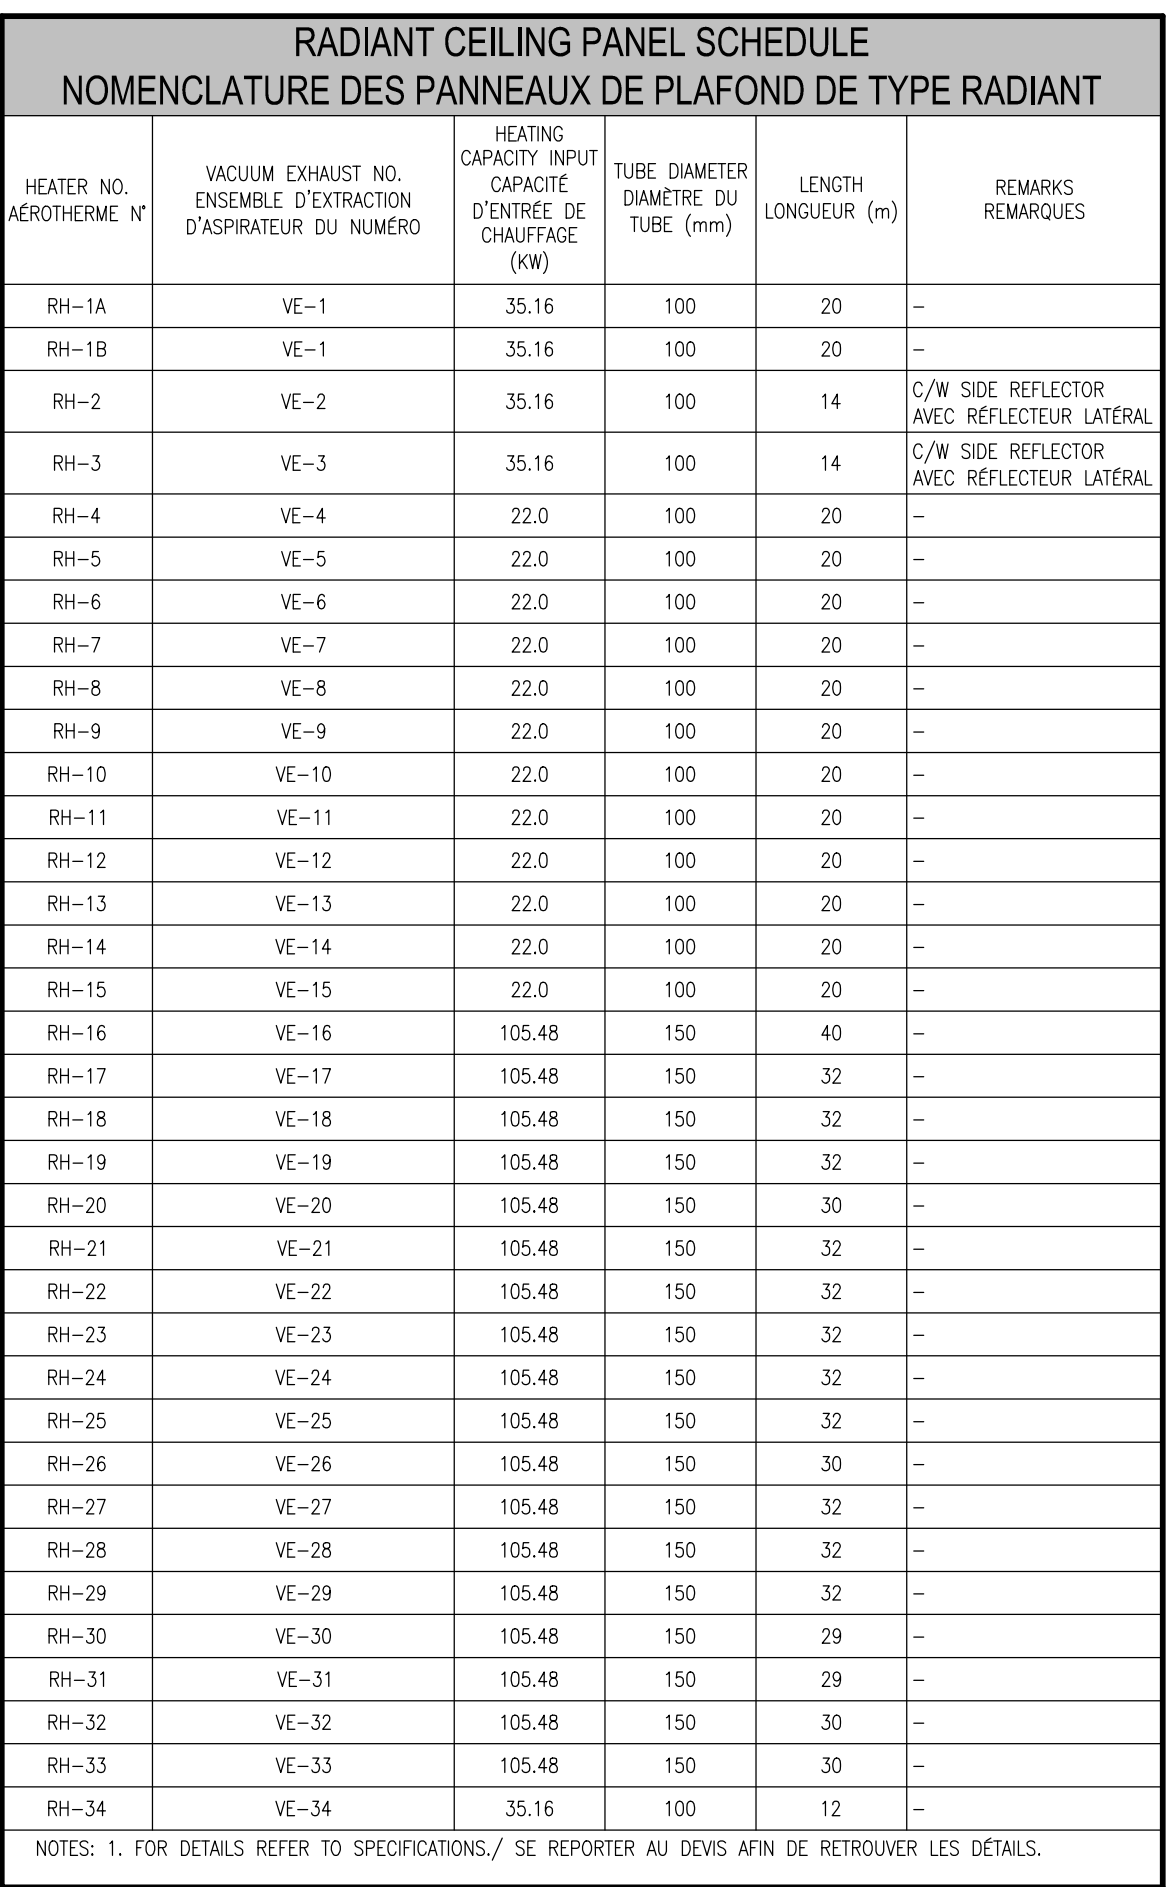 RADIANT CEILING PANEL SCHEDULE
NOMENCLATURE DES PANNEAUX DE PLAFOND DE TYPE RADIANT
HEATER NO.
AÉROTHERME N°
VACUUM EXHAUST NO.
ENSEMBLE D'EXTRACTION
D'ASPIRATEUR DU NUMÉRO
HEATING
CAPACITY INPUT
CAPACITÉ
D'ENTRÉE DE
CHAUFFAGE
(KW)
TUBE DIAMETER
DIAMÈTRE DU
TUBE (mm)
LENGTH
LONGUEUR (m)
REMARKS
REMARQUES
RH-1A VE-1 35.16 100 20 -
RH-1B VE-1 35.16 100 20 -
RH-2 VE-2 35.16 100 14 C/W SIDE REFLECTOR
AVEC RÉFLECTEUR LATÉRAL
RH-3 VE-3 35.16 100 14 C/W SIDE REFLECTOR
AVEC RÉFLECTEUR LATÉRAL
RH-4 VE-4 22.0 100 20 -
RH-5 VE-5 22.0 100 20 -
RH-6 VE-6 22.0 100 20 -
RH-7 VE-7 22.0 100 20 -
RH-8 VE-8 22.0 100 20 -
RH-9 VE-9 22.0 100 20 -
RH-10 VE-10 22.0 100 20 -
RH-11 VE-11 22.0 100 20 -
RH-12 VE-12 22.0 100 20 -
RH-13 VE-13 22.0 100 20 -
RH-14 VE-14 22.0 100 20 -
RH-15 VE-15 22.0 100 20 -
RH-16 VE-16 105.48 150 40 -
RH-17 VE-17 105.48 150 32 -
RH-18 VE-18 105.48 150 32 -
RH-19 VE-19 105.48 150 32 -
RH-20 VE-20 105.48 150 30 -
RH-21 VE-21 105.48 150 32 -
RH-22 VE-22 105.48 150 32 -
RH-23 VE-23 105.48 150 32 -
RH-24 VE-24 105.48 150 32 -
RH-25 VE-25 105.48 150 32 -
RH-26 VE-26 105.48 150 30 -
RH-27 VE-27 105.48 150 32 -
RH-28 VE-28 105.48 150 32 -
RH-29 VE-29 105.48 150 32 -
RH-30 VE-30 105.48 150 29 -
RH-31 VE-31 105.48 150 29 -
RH-32 VE-32 105.48 150 30 -
RH-33 VE-33 105.48 150 30 -
RH-34 VE-34 35.16 100 12 -
NOTES: 1. FOR DETAILS REFER TO SPECIFICATIONS./ SE REPORTER AU DEVIS AFIN DE RETROUVER LES DÉTAILS.